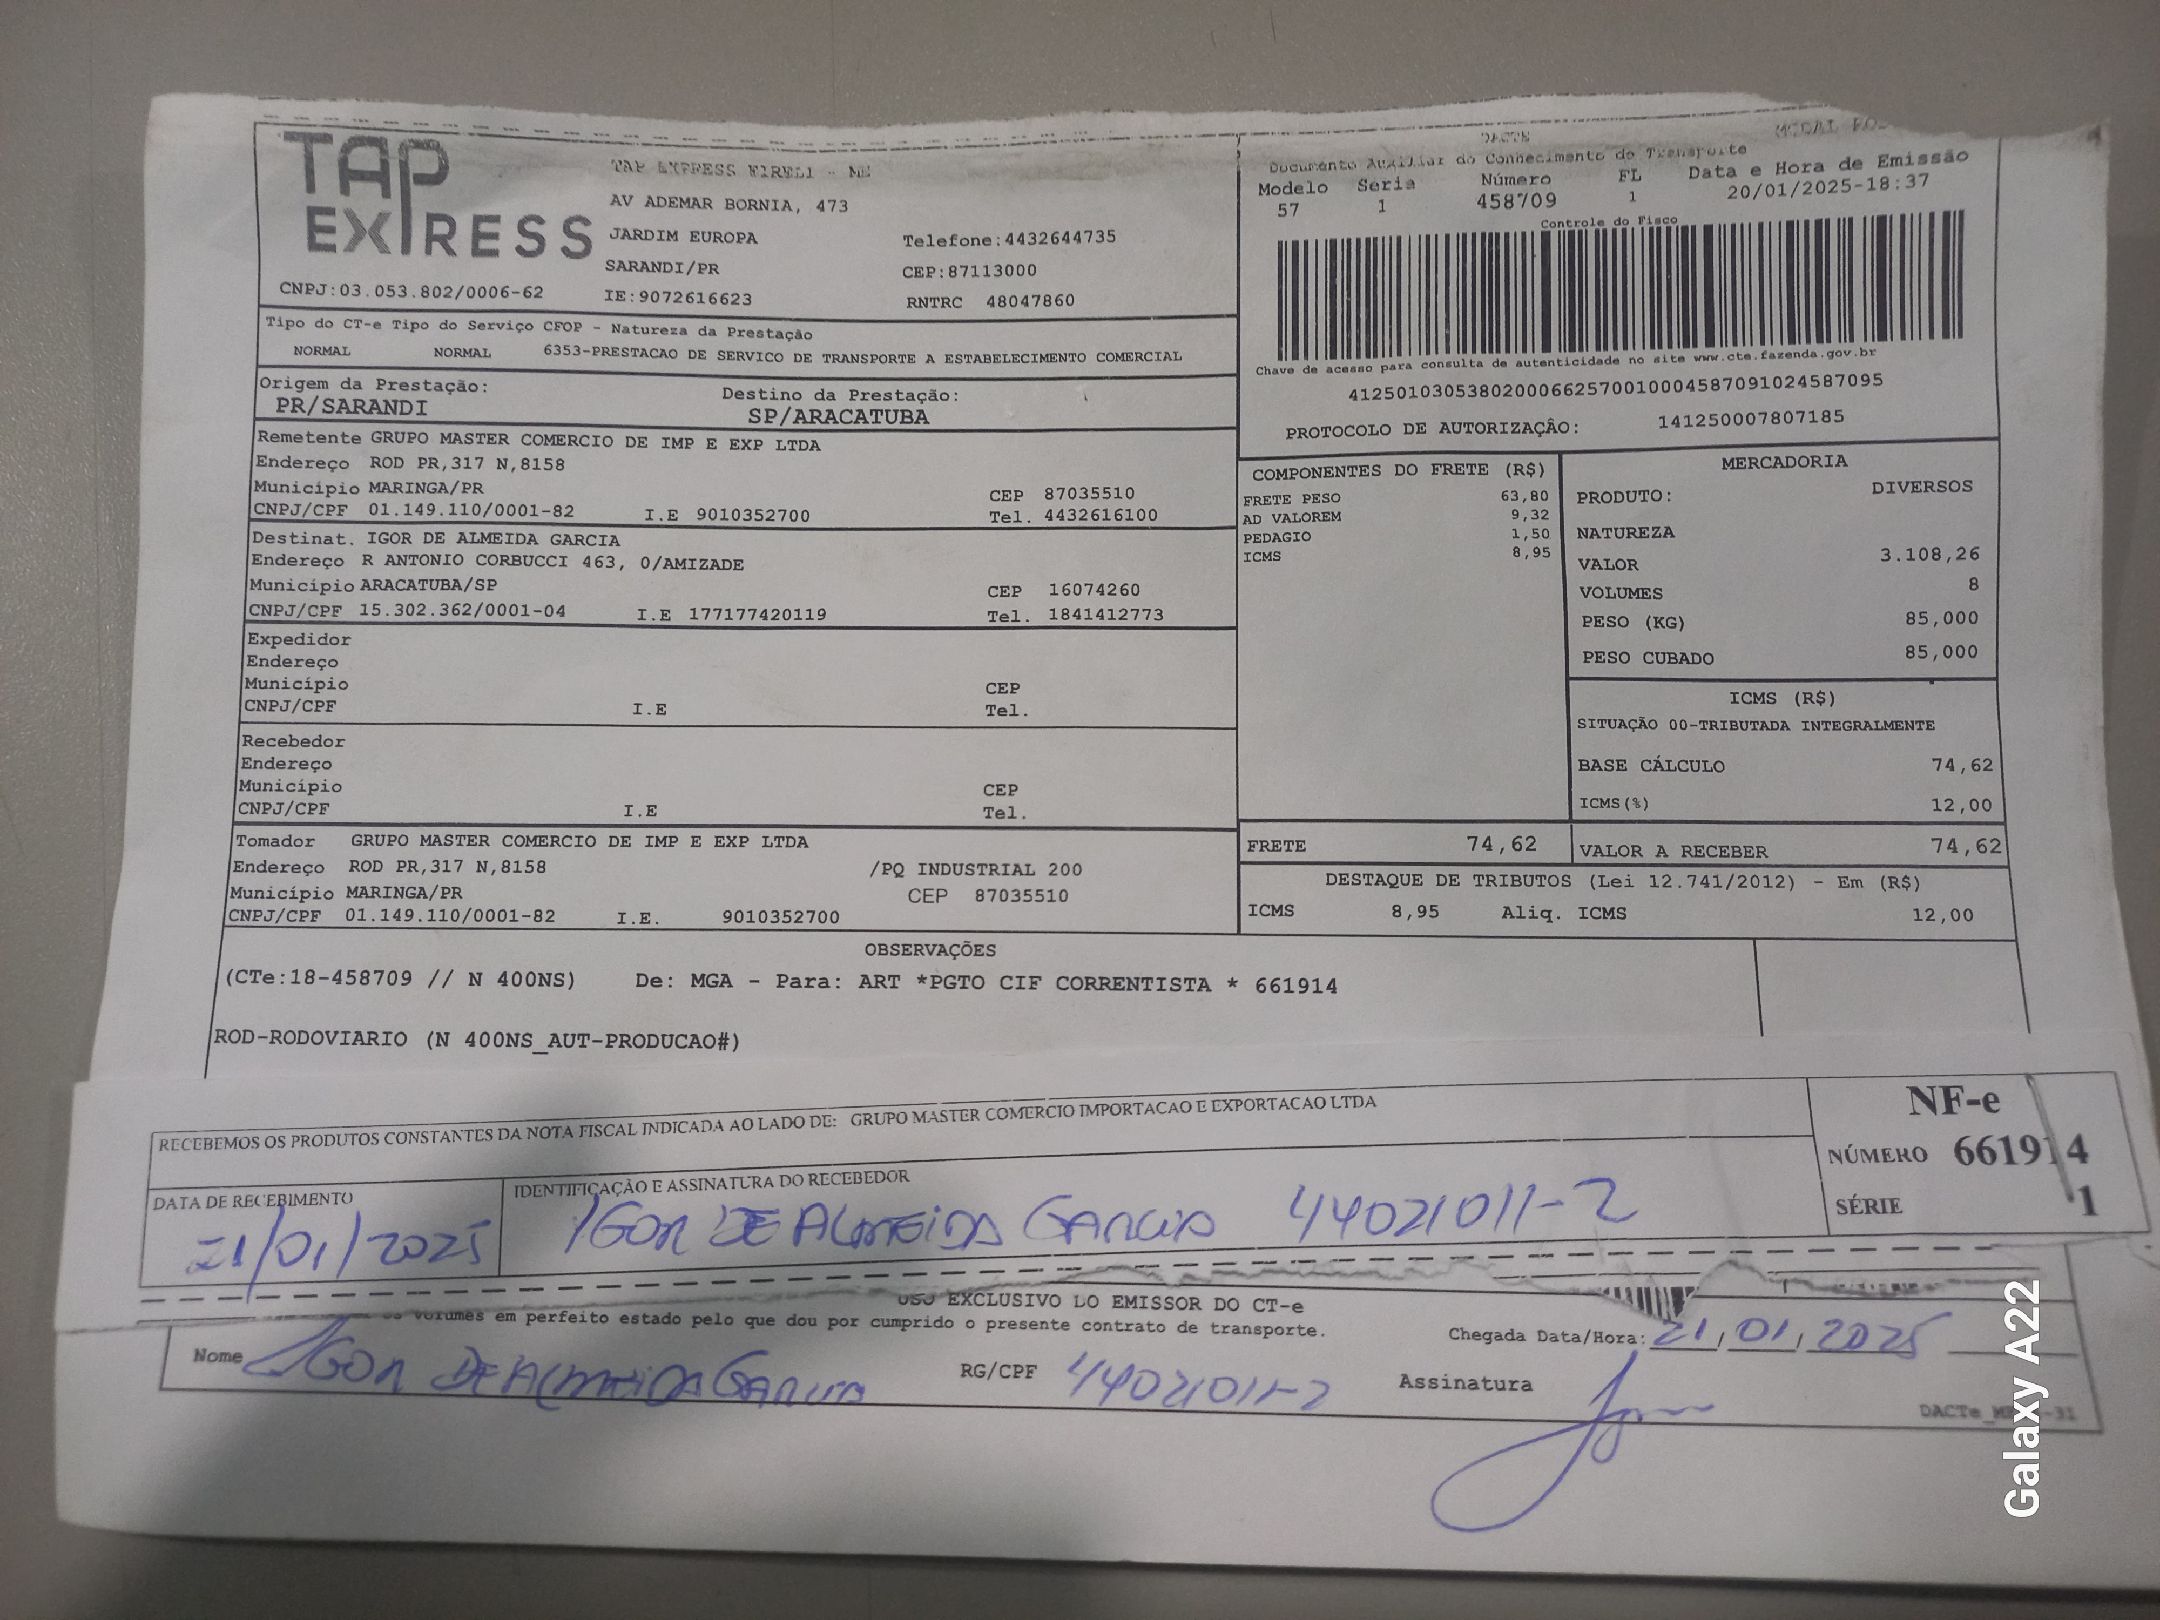 TAP EXPRESS
TAP EXPRESS EIRELI - ME
AV ADEMAR BORNIA, 473
JARDIM EUROPA Telefone:4432644735
SARANDI/PR CEP:87113000
CNPJ:03.053.802/0006-62 IE:9072616623 RNTRC 48047860
DACTE
Documento Auxiliar do Conhecimento de Transporte
Modelo Seria Número FL Data e Hora de Emissão
57 1 458709 1 20/01/2025-18:37
Controle do Fisco
Chave de acesso para consulta de autenticidade no site www.cte.fazenda.gov.br
41250103053802000662570010004587091024587095
PROTOCOLO DE AUTORIZAÇÂO: 141250007807185
Tipo do CT-e Tipo do Serviço CFOP - Natureza da Prestação
NORMAL NORMAL 6353-PRESTACAO DE SERVICO DE TRANSPORTE A ESTABELECIMENTO COMERCIAL
Origem da Prestação: Destino da Prestação:
PR/SARANDI SP/ARACATUBA
Remetente GRUPO MASTER COMERCIO DE IMP E EXP LTDA
Endereço ROD PR,317 N,8158
Município MARINGA/PR CEP 87035510
CNPJ/CPF 01.149.110/0001-82 I.E 9010352700 Tel. 4432616100
Destinat. IGOR DE ALMEIDA GARCIA
Endereço R ANTONIO CORBUCCI 463, 0/AMIZADE
Município ARACATUBA/SP CEP 16074260
CNPJ/CPF 15.302.362/0001-04 I.E 177177420119 Tel. 1841412773
Expedidor
Endereço
Município CEP
CNPJ/CPF I.E Tel.
Recebedor
Endereço
Município CEP
CNPJ/CPF I.E Tel.
Tomador GRUPO MASTER COMERCIO DE IMP E EXP LTDA
Endereço ROD PR,317 N,8158 /PQ INDUSTRIAL 200
Município MARINGA/PR CEP 87035510
CNPJ/CPF 01.149.110/0001-82 I.E. 9010352700
COMPONENTES DO FRETE (R$)
FRETE PESO 63,80
AD VALOREM 9,32
PEDAGIO 1,50
ICMS 8,95
MERCADORIA
PRODUTO: DIVERSOS
NATUREZA
VALOR 3.108,26
VOLUMES 8
PESO (KG) 85,000
PESO CUBADO 85,000
ICMS (R$)
SITUAÇÃO 00-TRIBUTADA INTEGRALMENTE
BASE CÁLCULO 74,62
ICMS(%) 12,00
FRETE 74,62 VALOR A RECEBER 74,62
DESTAQUE DE TRIBUTOS (Lei 12.741/2012) - Em (R$)
ICMS 8,95 Aliq. ICMS 12,00
OBSERVAÇÕES
(CTe:18-458709 // N 400NS) De: MGA - Para: ART *PGTO CIF CORRENTISTA * 661914
ROD-RODOVIARIO (N 400NS_AUT-PRODUCAO#)
RECEBEMOS OS PRODUTOS CONSTANTES DA NOTA FISCAL INDICADA AO LADO DE: GRUPO MASTER COMERCIO IMPORTACAO E EXPORTACAO LTDA
NF-e
NÚMERO 661914
SÉRIE 1
DATA DE RECEBIMENTO IDENTIFICAÇÃO E ASSINATURA DO RECEBEDOR
21/01/2025 IGOR DE ALMEIDA GARCIA 44021011-2
USO EXCLUSIVO DO EMISSOR DO CT-e
volumes em perfeito estado pelo que dou por cumprido o presente contrato de transporte.
Chegada Data/Hora: 21/01/2025
Nome IGOR DE ALMEIDA GARCIA RG/CPF 44021011-2 Assinatura
Galaxy A22